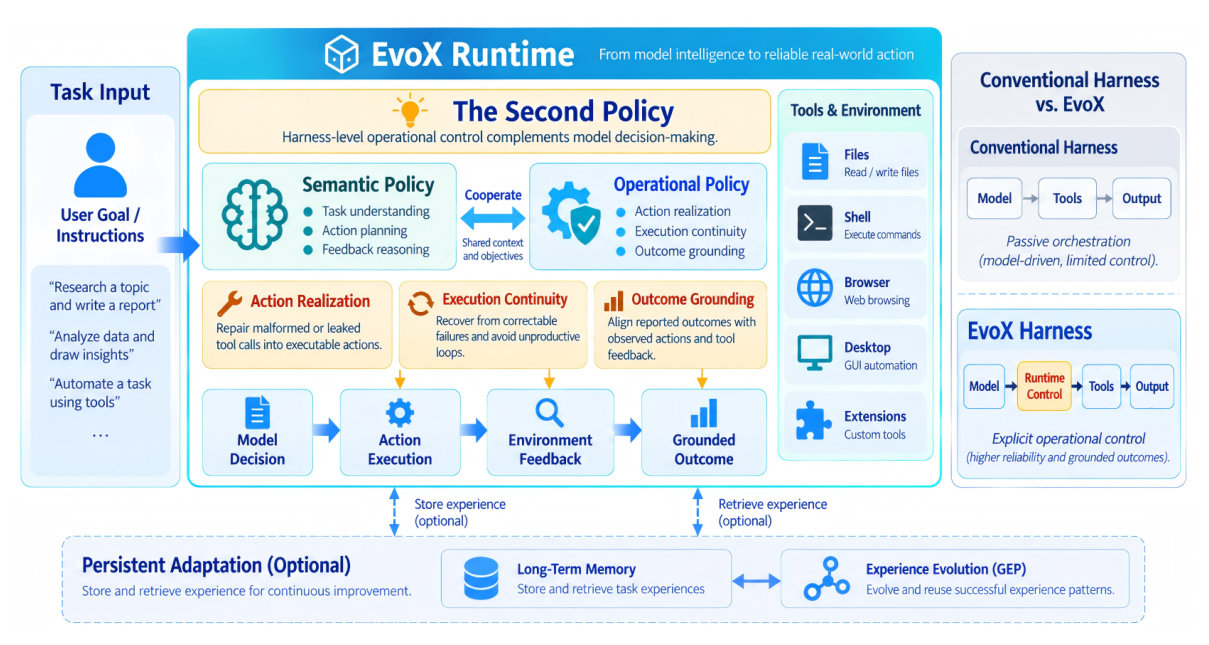 EvoX Runtime
From model intelligence to reliable real-world action
Task Input
User Goal /
Instructions
“Research a topic
and write a report”
“Analyze data and
draw insights”
“Automate a task
using tools”
...
The Second Policy
Harness-level operational control complements model decision-making.
Semantic Policy
Task understanding
Action planning
Feedback reasoning
Cooperate
Shared context
and objectives
Operational Policy
Action realization
Execution continuity
Outcome grounding
Action Realization
Repair malformed or leaked
tool calls into executable actions.
Execution Continuity
Recover from correctable
failures and avoid unproductive
loops.
Outcome Grounding
Align reported outcomes with
observed actions and tool
feedback.
Model
Decision
Action
Execution
Environment
Feedback
Grounded
Outcome
Tools & Environment
Files
Read / write files
Shell
Execute commands
Browser
Web browsing
Desktop
GUI automation
Extensions
Custom tools
Conventional Harness
vs. EvoX
Conventional Harness
Model
Tools
Output
Passive orchestration
(model-driven, limited control).
EvoX Harness
Model
Runtime
Control
Tools
Output
Explicit operational control
(higher reliability and grounded outcomes).
Store experience
(optional)
Retrieve experience
(optional)
Persistent Adaptation (Optional)
Store and retrieve experience for continuous improvement.
Long-Term Memory
Store and retrieve task experiences
Experience Evolution (GEP)
Evolve and reuse successful experience patterns.